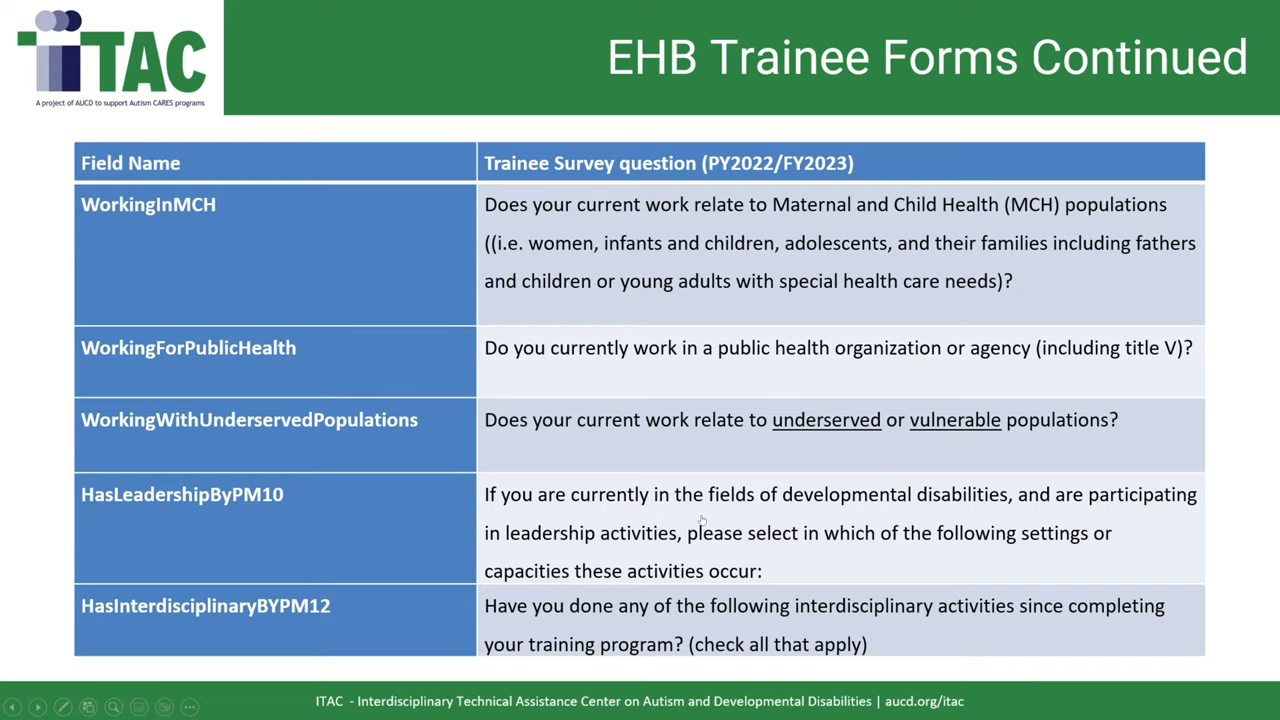 iiTAC
A project of AUCD to support Autism CARES programs
EHB Trainee Forms Continued
Field Name
Trainee Survey question (PY2022/FY2023)
WorkingInMCH
Does your current work relate to Maternal and Child Health (MCH) populations
((i.e. women, infants and children, adolescents, and their families including fathers
and children or young adults with special health care needs)?
WorkingForPublicHealth
Do you currently work in a public health organization or agency (including title V)?
WorkingWithUnderservedPopulations
Does your current work relate to underserved or vulnerable populations?
HasLeadershipByPM10
If you are currently in the fields of developmental disabilities, and are participating
in leadership activities, please select in which of the following settings or
capacities these activities occur:
HasInterdisciplinaryBYPM12
Have you done any of the following interdisciplinary activities since completing
your training program? (check all that apply)
ITAC - Interdisciplinary Technical Assistance Center on Autism and Developmental Disabilities | aucd.org/itac